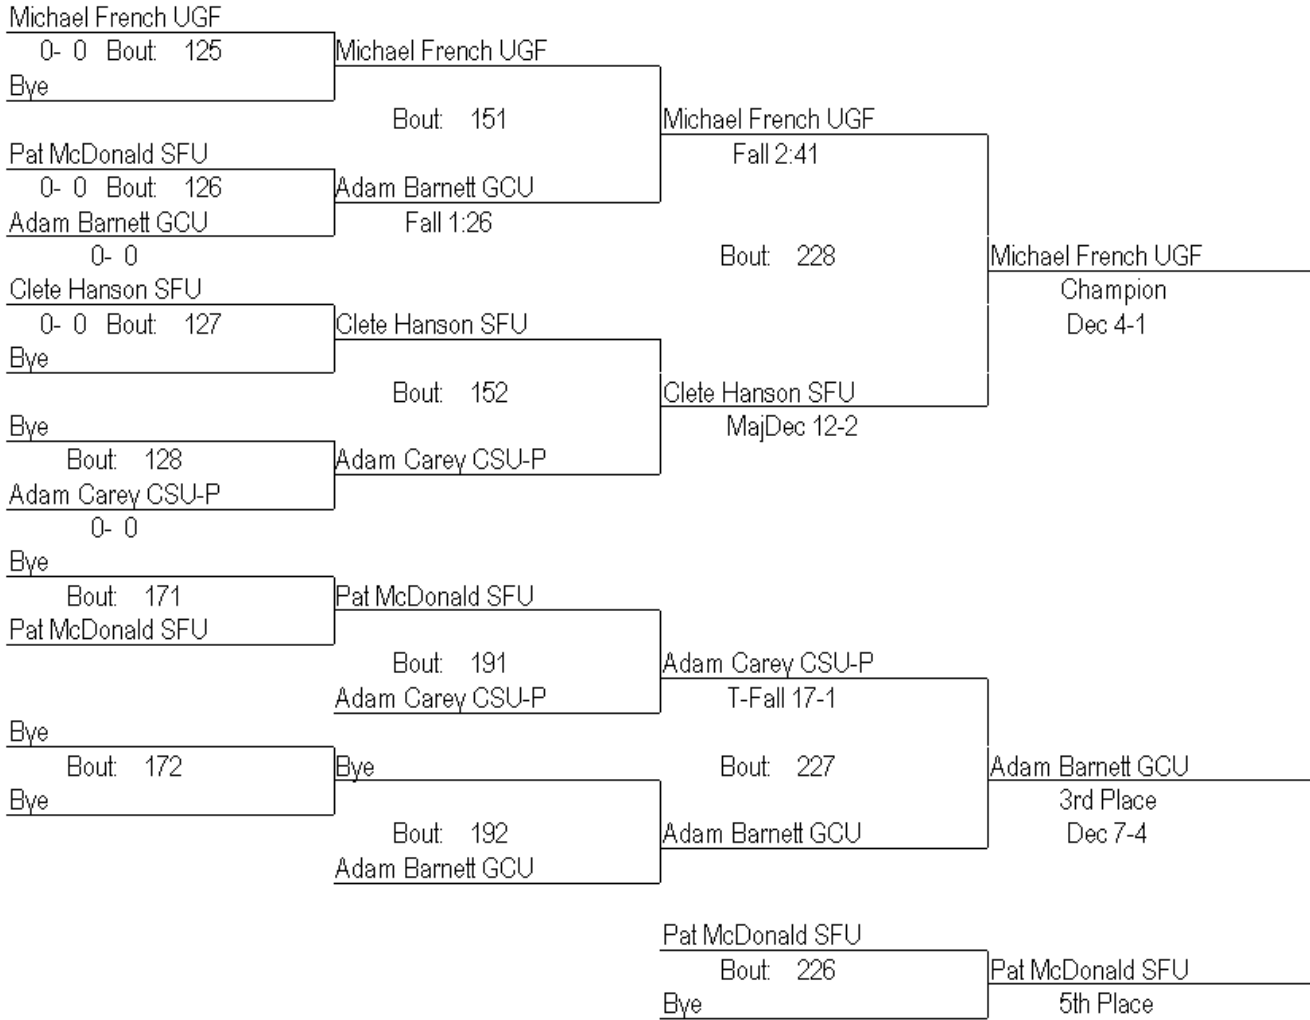 Michael French UGF
0- 0 Bout: 125
Michael French UGF
Bye
Bout: 151
Michael French UGF
Pat McDonald SFU
Fall 2:41
0- 0 Bout: 126
Adam Barnett GCU
Adam Barnett GCU
Fall 1:26
0- 0
Bout: 228
Michael French UGF
Clete Hanson SFU
Champion
0- 0 Bout: 127
Clete Hanson SFU
Dec 4-1
Bye
Bout: 152
Clete Hanson SFU
Bye
MajDec 12-2
Bout: 128
Adam Carey CSU-P
Adam Carey CSU-P
0- 0
Bye
Bout: 171
Pat McDonald SFU
Pat McDonald SFU
Bout: 191
Adam Carey CSU-P
Adam Carey CSU-P
T-Fall 17-1
Bye
Bout: 172
Bye
Bout: 227
Adam Barnett GCU
Bye
3rd Place
Bout: 192
Adam Barnett GCU
Dec 7-4
Adam Barnett GCU
Pat McDonald SFU
Bout: 226
Pat McDonald SFU
Bye
5th Place